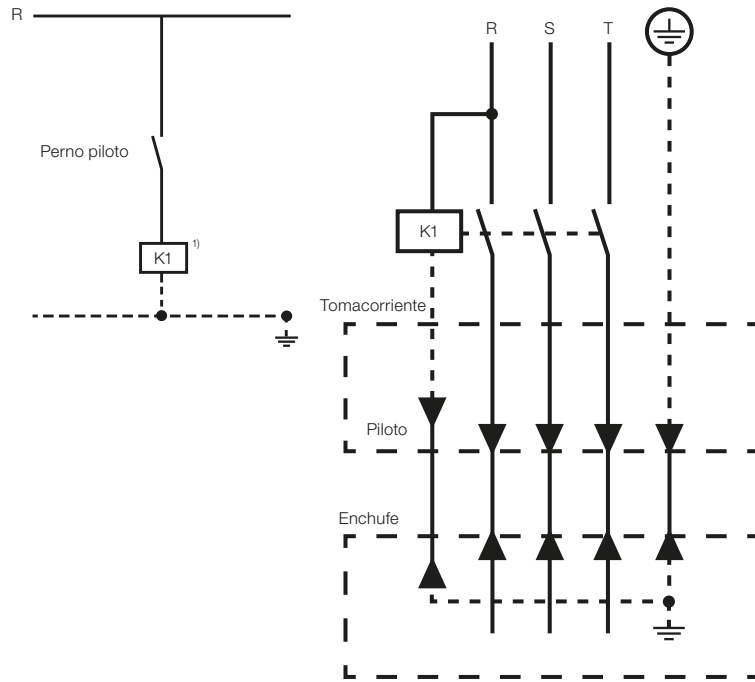 R
Perno piloto
K1 1)
R S T
K1
Tomacorriente
Piloto
Enchufe